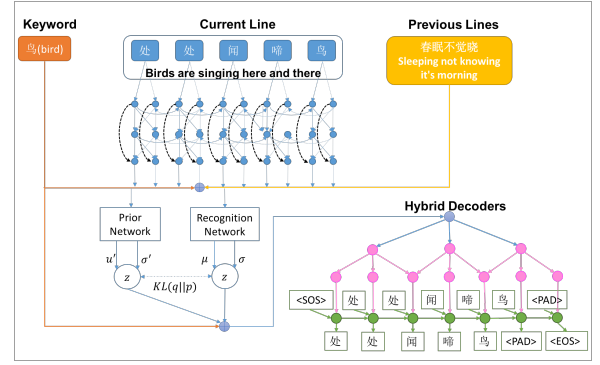 Keyword
Current Line
Previous Lines
鸟(bird)
处 处 闻 啼 鸟
Birds are singing here and there
春眠不觉晓
Sleeping not knowing
it's morning
Prior
Network
Recognition
Network
u′ σ′ μ σ
z z
KL(q||p)
Hybrid Decoders
<SOS> 处 处 闻 啼 鸟 <PAD>
处 处 闻 啼 鸟 <PAD> <EOS>